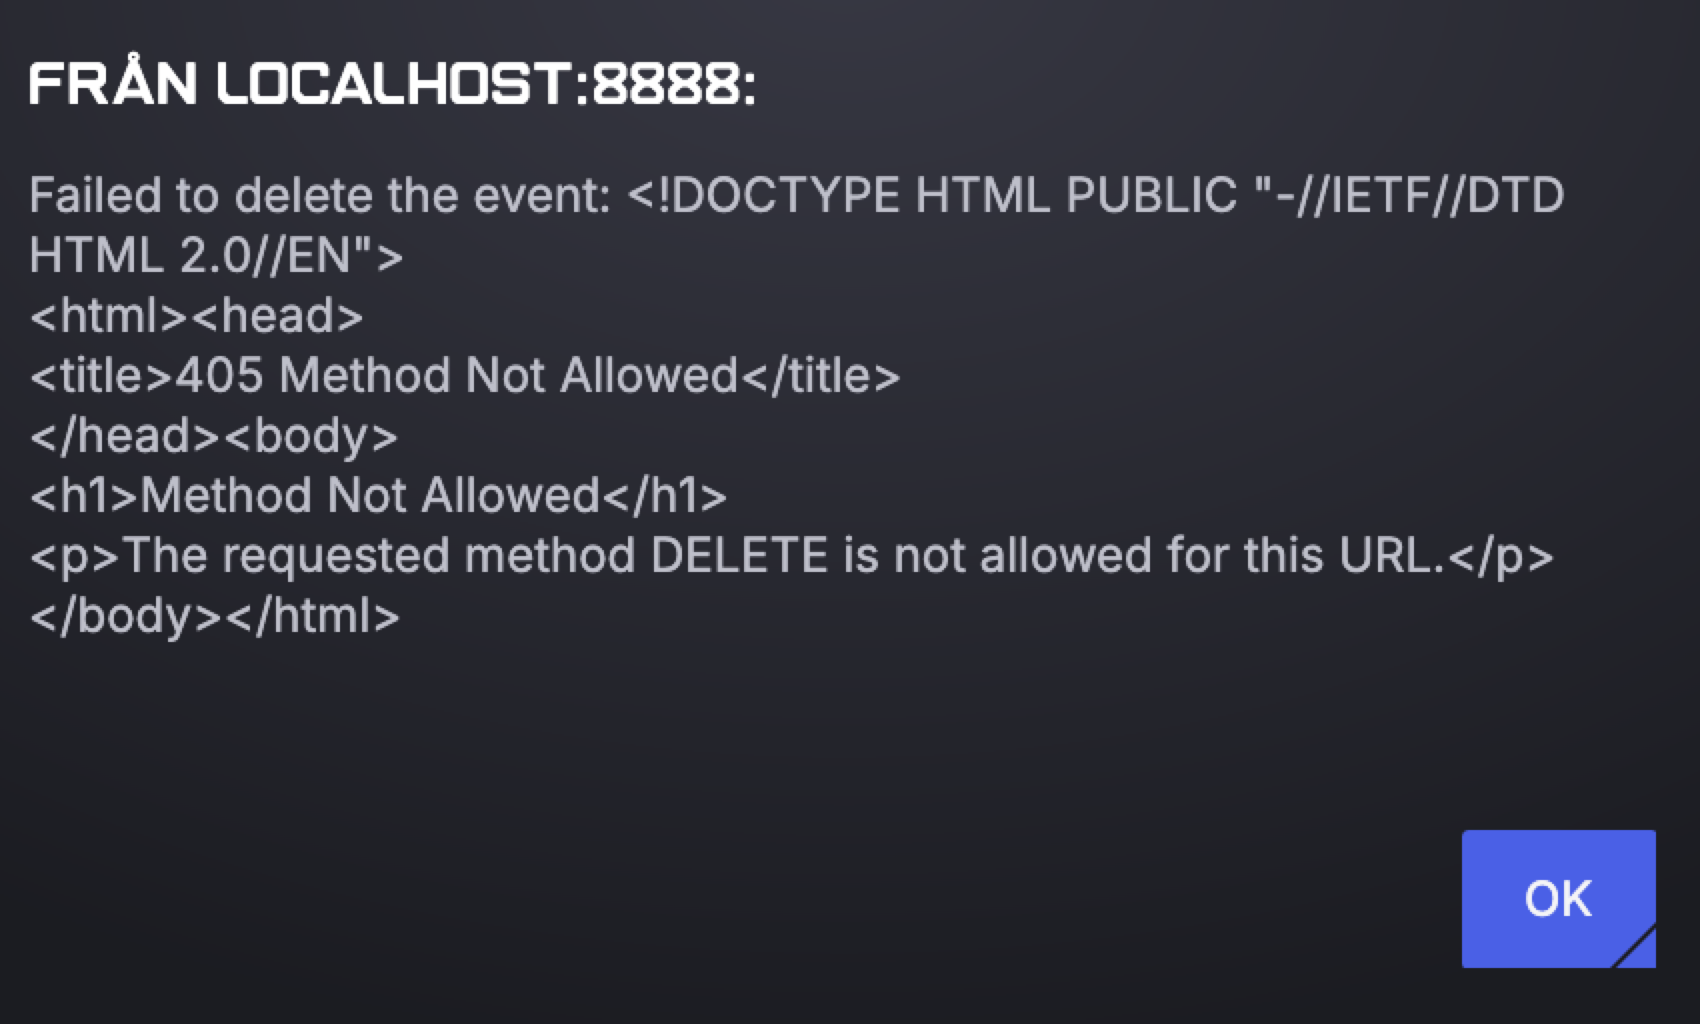 FRÅN LOCALHOST:8888:
Failed to delete the event: <!DOCTYPE HTML PUBLIC "-//IETF//DTD
HTML 2.0//EN">
<html><head>
<title>405 Method Not Allowed</title>
</head><body>
<h1>Method Not Allowed</h1>
<p>The requested method DELETE is not allowed for this URL.</p>
</body></html>
OK